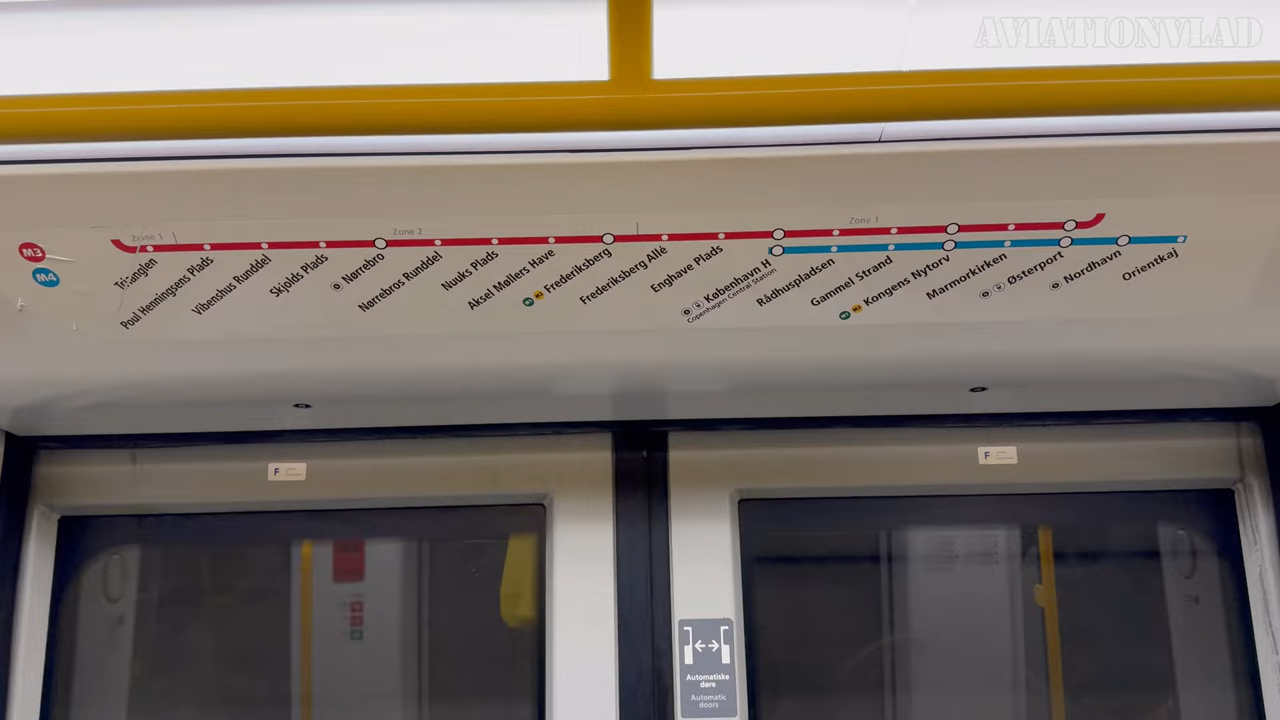 AVIATIONVLAD
M3
M4
Zone 1
Zone 2
Zone 1
Trianglen
Poul Henningsens Plads
Vibenshus Runddel
Skjolds Plads
Nørrebro
Nørrebros Runddel
Nuuks Plads
Aksel Møllers Have
Frederiksberg
Frederiksberg Allé
Enghave Plads
København H
Copenhagen Central Station
Rådhuspladsen
Gammel Strand
Kongens Nytorv
Marmorkirken
Østerport
Nordhavn
Orientkaj
F
F
Automatiske
døre
Automatic
doors